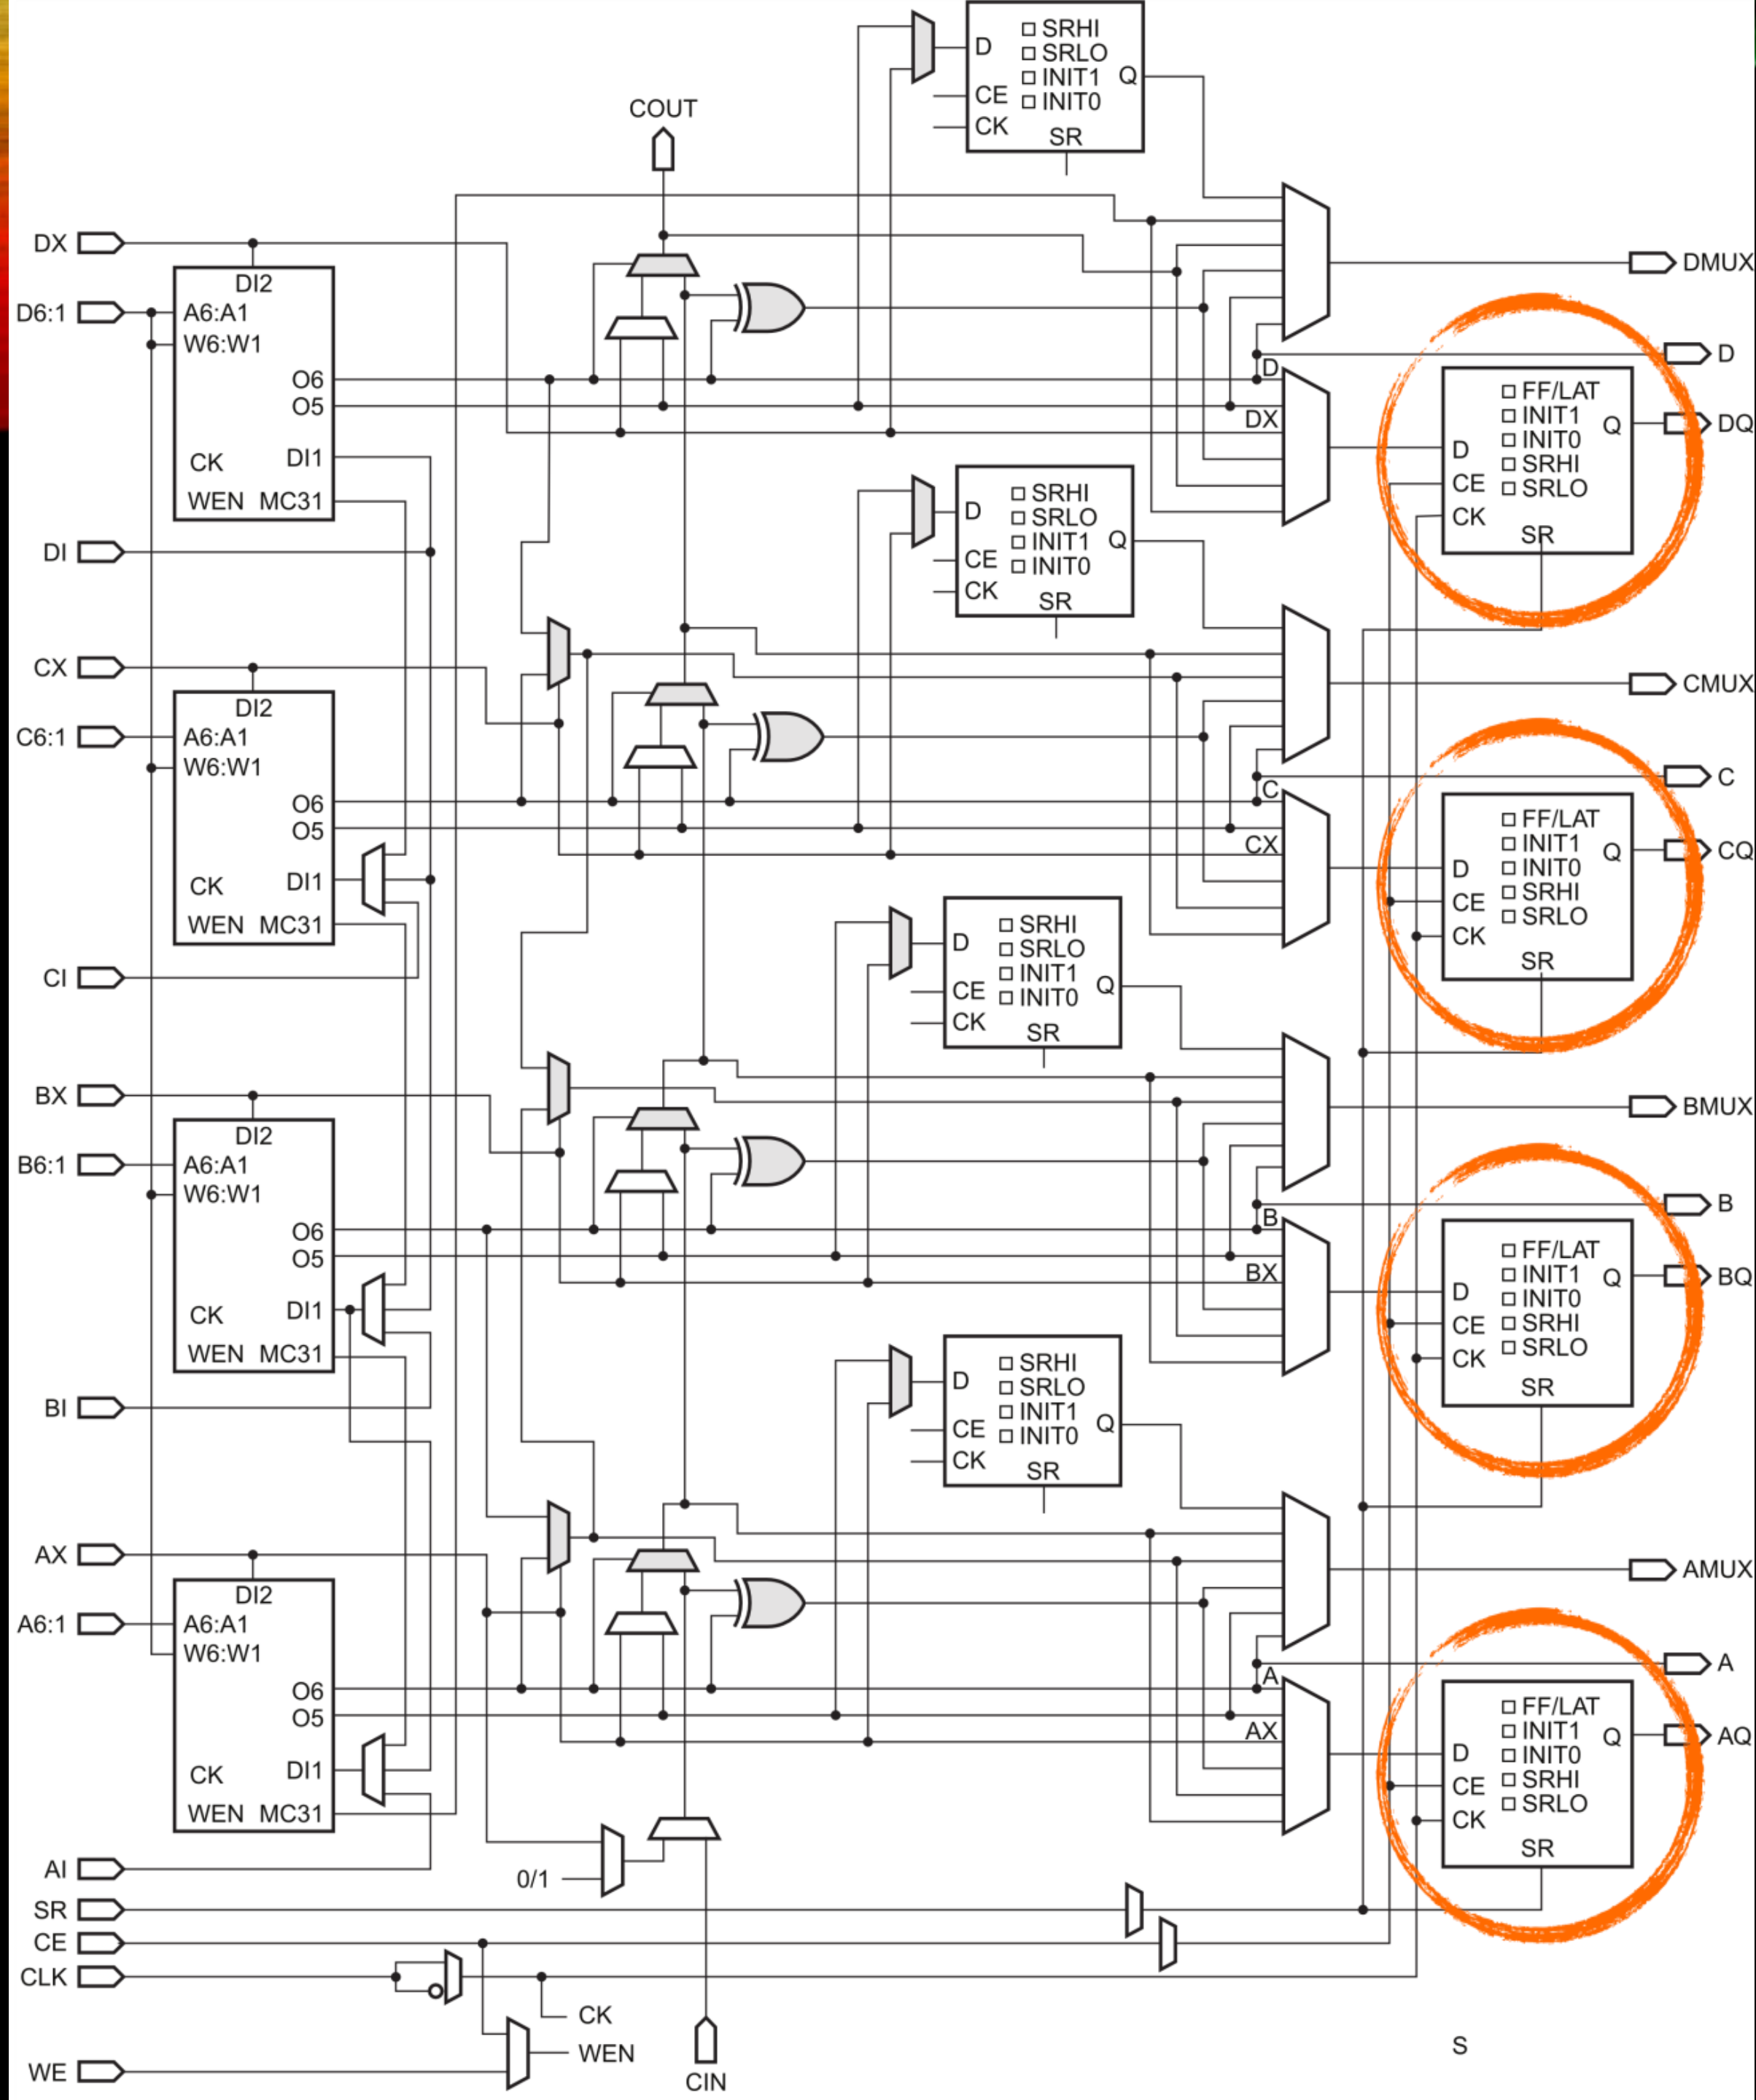 D
□ SRHI
□ SRLO
□ INIT1
□ INIT0
Q
CE
CK
SR
COUT
DX
DMUX
D6:1
DI2
A6:A1
W6:W1
O6
O5
CK
DI1
WEN
MC31
D
DX
D
□ FF/LAT
□ INIT1
□ INIT0
□ SRHI
□ SRLO
D
CE
CK
Q
SR
DQ
DI
D
□ SRHI
□ SRLO
□ INIT1
□ INIT0
Q
CE
CK
SR
CX
CMUX
C6:1
DI2
A6:A1
W6:W1
O6
O5
CK
DI1
WEN
MC31
C
CX
C
□ FF/LAT
□ INIT1
□ INIT0
□ SRHI
□ SRLO
D
CE
CK
Q
SR
CQ
CI
D
□ SRHI
□ SRLO
□ INIT1
□ INIT0
Q
CE
CK
SR
BX
BMUX
B6:1
DI2
A6:A1
W6:W1
O6
O5
CK
DI1
WEN
MC31
B
BX
B
□ FF/LAT
□ INIT1
□ INIT0
□ SRHI
□ SRLO
D
CE
CK
Q
SR
BQ
BI
D
□ SRHI
□ SRLO
□ INIT1
□ INIT0
Q
CE
CK
SR
AX
AMUX
A6:1
DI2
A6:A1
W6:W1
O6
O5
CK
DI1
WEN
MC31
A
AX
A
□ FF/LAT
□ INIT1
□ INIT0
□ SRHI
□ SRLO
D
CE
CK
Q
SR
AQ
AI
0/1
SR
CE
CLK
CK
WEN
WE
CIN
S